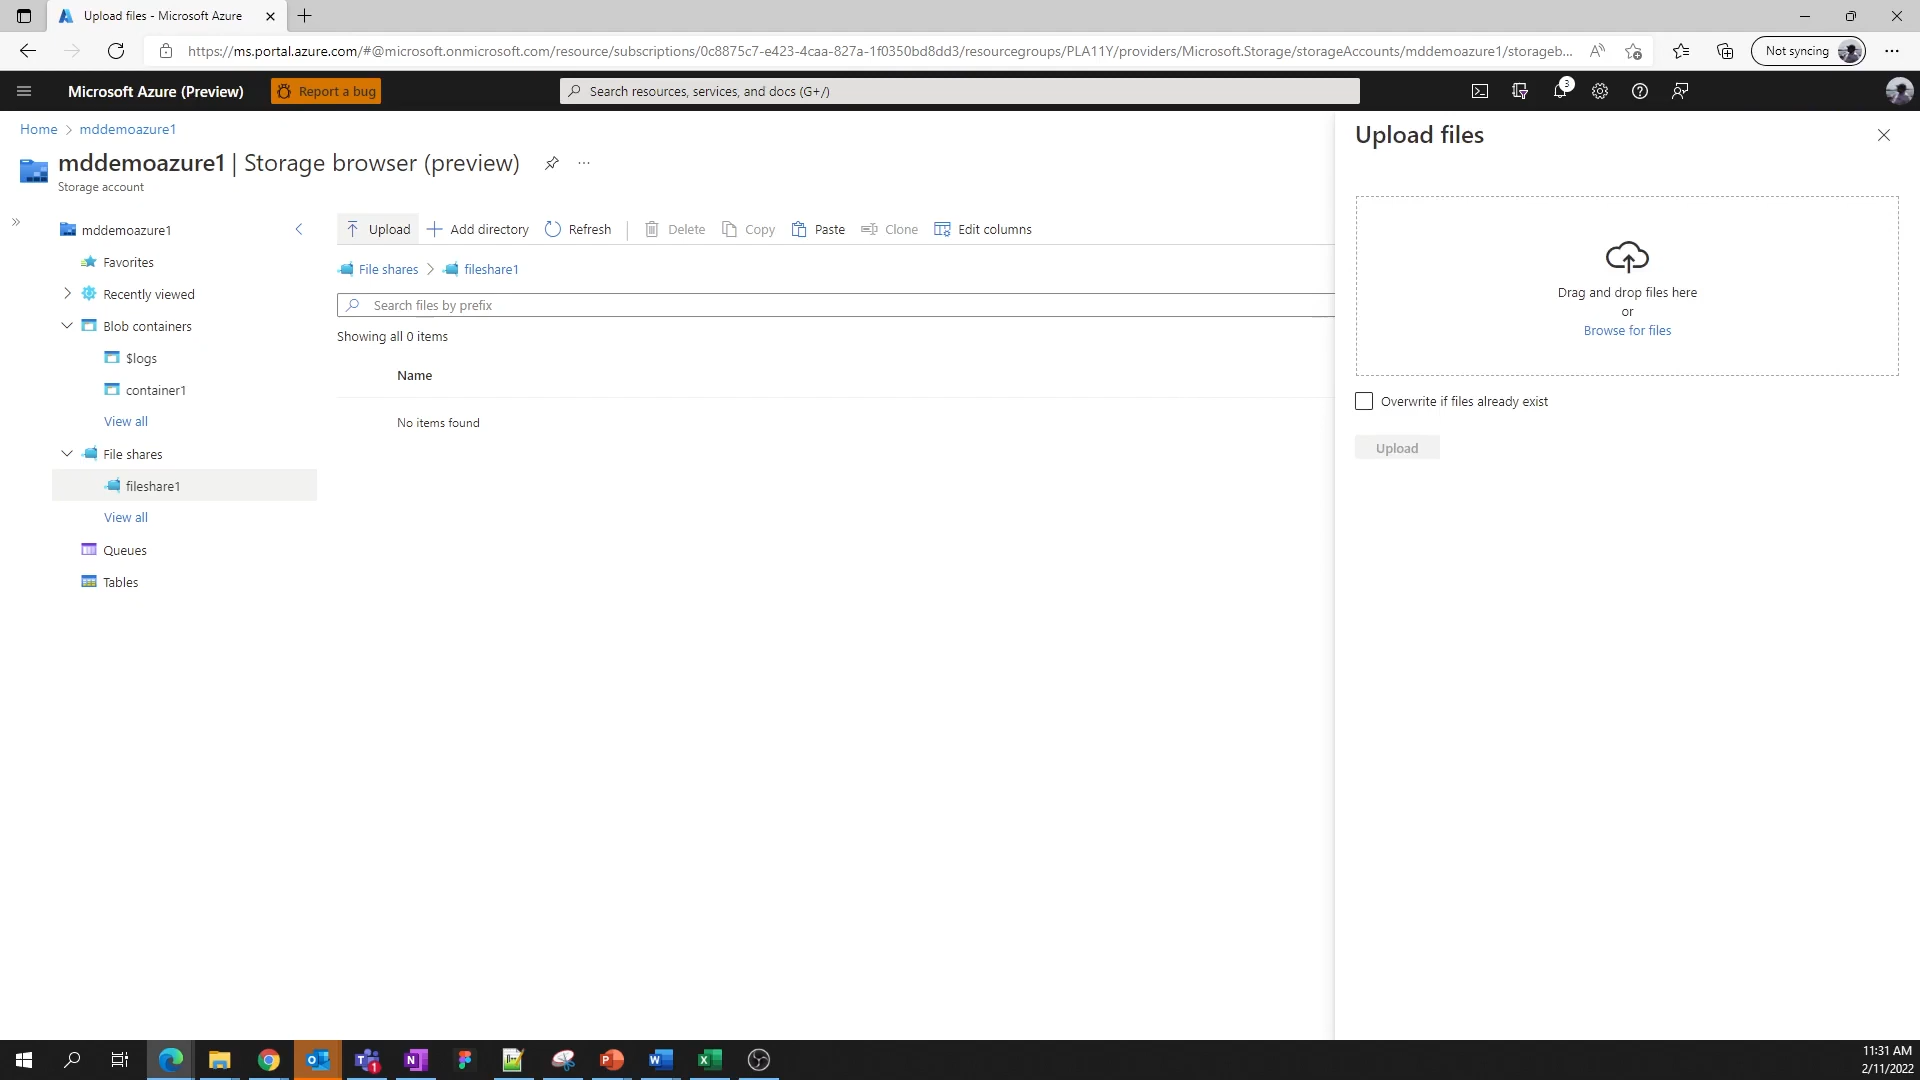 Upload files - Microsoft Azure
https://ms.portal.azure.com/#@microsoft.onmicrosoft.com/resource/subscriptions/0c8875c7-e423-4caa-827a-1f0350bd8dd3/resourcegroups/PLA11Y/providers/Microsoft.Storage/storageAccounts/mddemoazure1/storageb...
Not syncing
Microsoft Azure (Preview)
Report a bug
Search resources, services, and docs (G+/)
3
Home > mddemoazure1
mddemoazure1 | Storage browser (preview)
Storage account
mddemoazure1
Favorites
Recently viewed
Blob containers
$logs
container1
View all
File shares
fileshare1
View all
Queues
Tables
Upload
Add directory
Refresh
Delete
Copy
Paste
Clone
Edit columns
File shares > fileshare1
Search files by prefix
Showing all 0 items
Name
No items found
Upload files
Drag and drop files here
or
Browse for files
Overwrite if files already exist
Upload
1
11:31 AM
2/11/2022